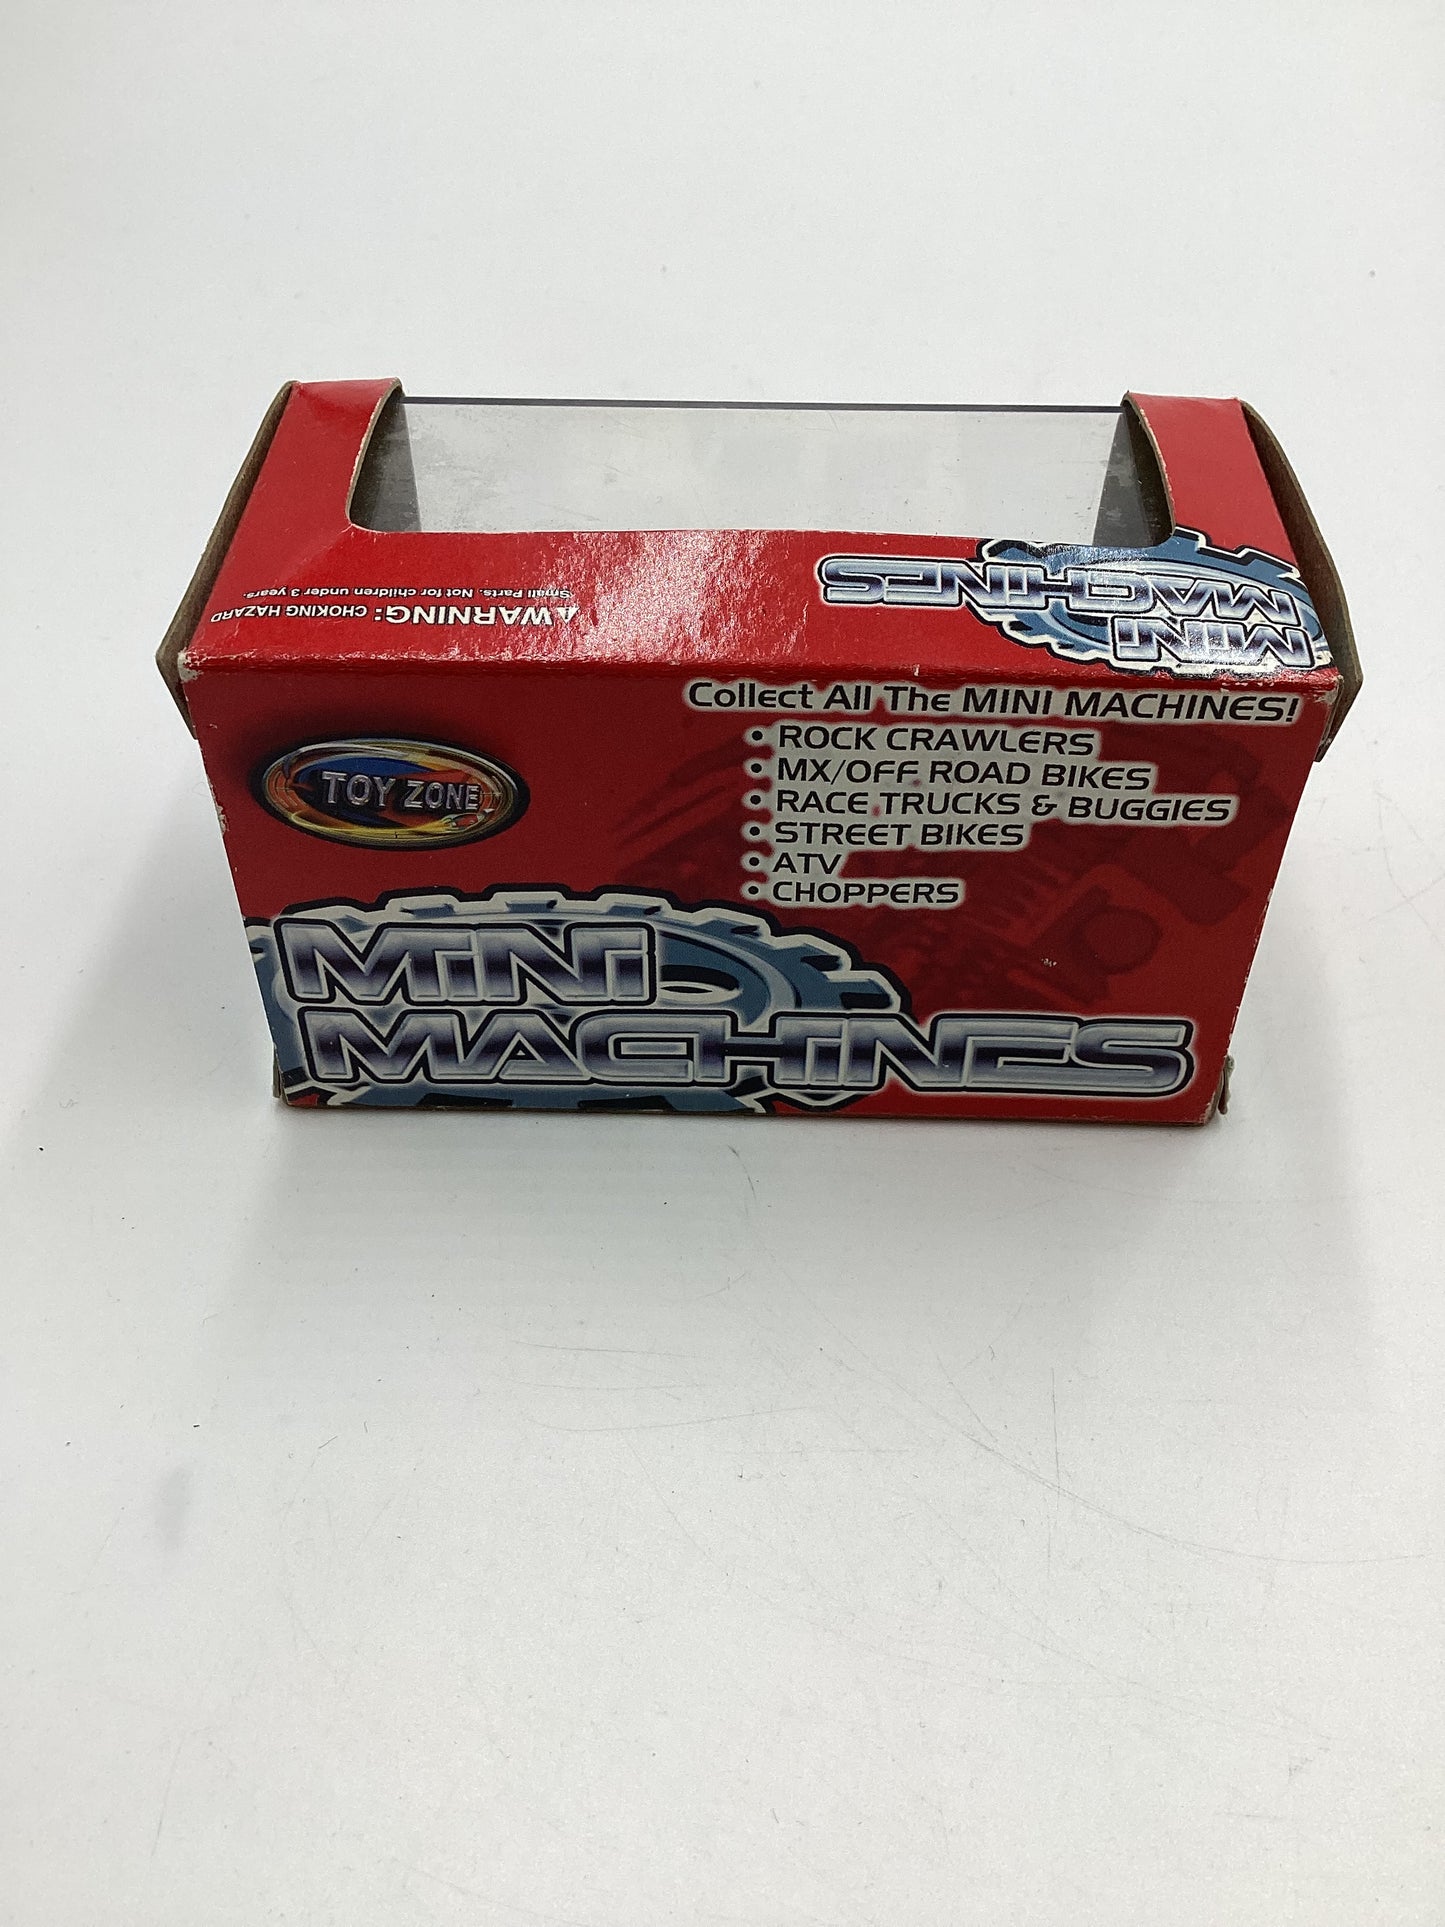 ⚠WARNING: CHOKING HAZARD
Small Parts. Not for children under 3 years.
MINI
MACHINES
Collect All The MINI MACHINES!
• ROCK CRAWLERS
• MX/OFF ROAD BIKES
• RACE TRUCKS & BUGGIES
• STREET BIKES
• ATV
• CHOPPERS
TOY ZONE
MiNi
MACHiNES